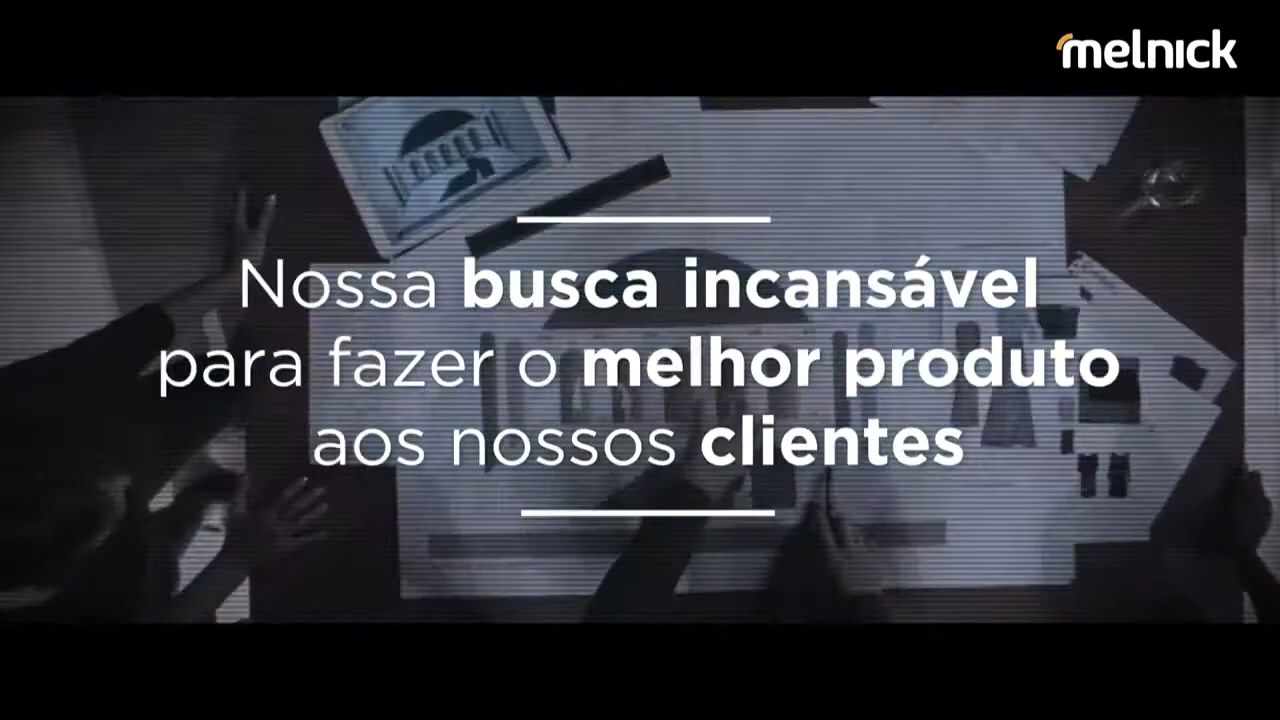 melnick
Nossa busca incansável
para fazer o melhor produto
aos nossos clientes